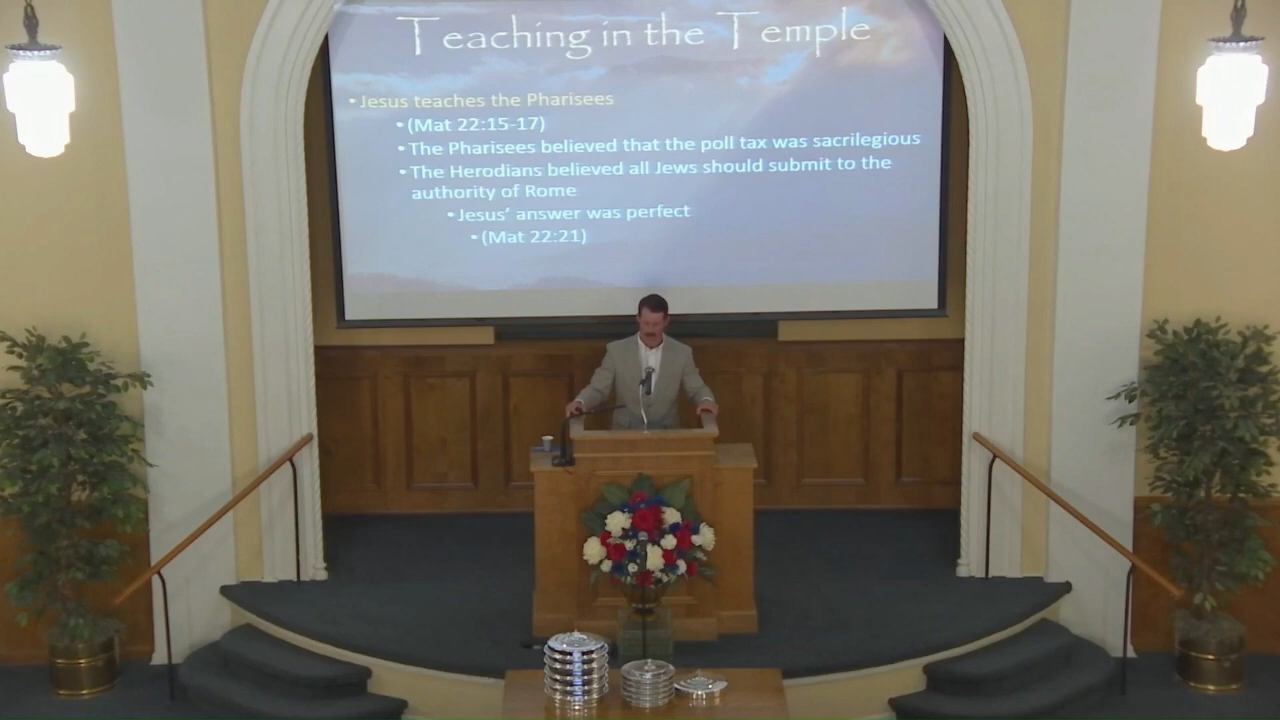 Teaching in the Temple
• Jesus teaches the Pharisees
• (Mat 22:15-17)
• The Pharisees believed that the poll tax was sacrilegious
• The Herodians believed all Jews should submit to the
authority of Rome
• Jesus' answer was perfect
• (Mat 22:21)